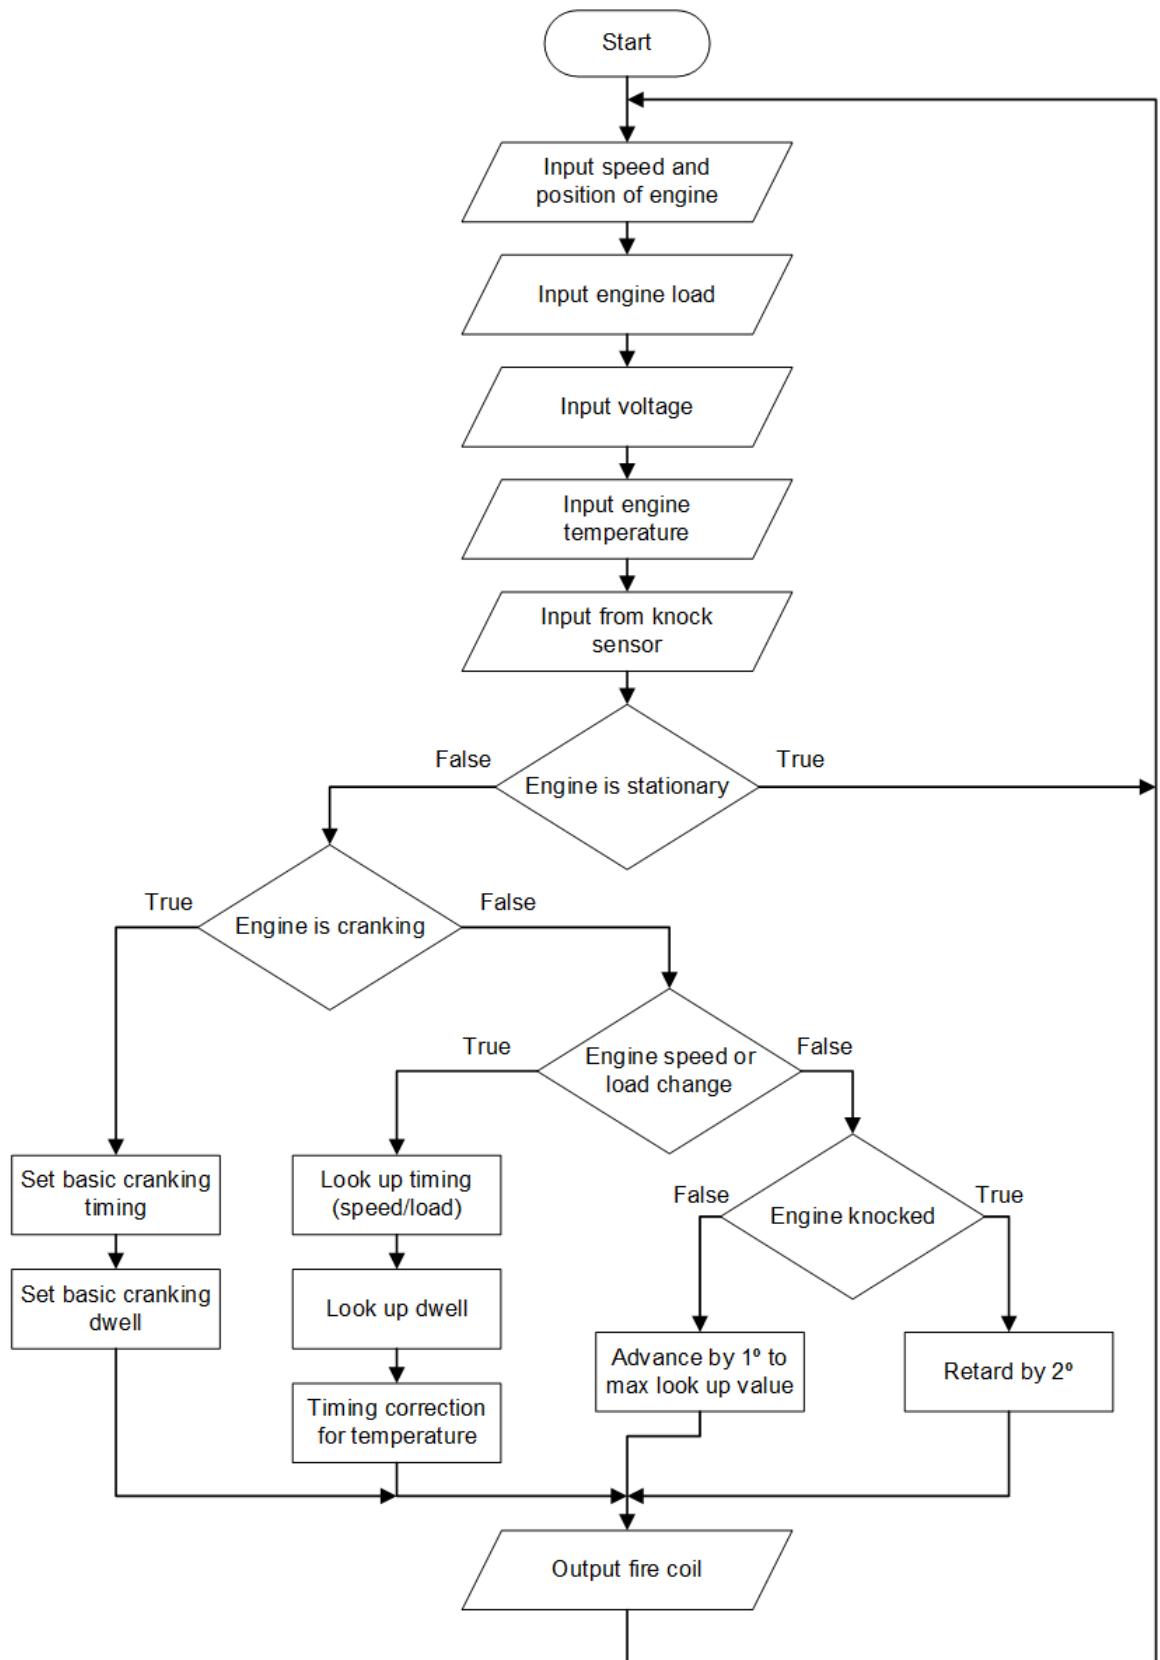 Start
Input speed and
position of engine
Input engine load
Input voltage
Input engine
temperature
Input from knock
sensor
False
True
Engine is stationary
True
False
Engine is cranking
True
False
Engine speed or
load change
False
True
Engine knocked
Set basic cranking
timing
Look up timing
(speed/load)
Set basic cranking
dwell
Look up dwell
Advance by 1º to
max look up value
Retard by 2º
Timing correction
for temperature
Output fire coil